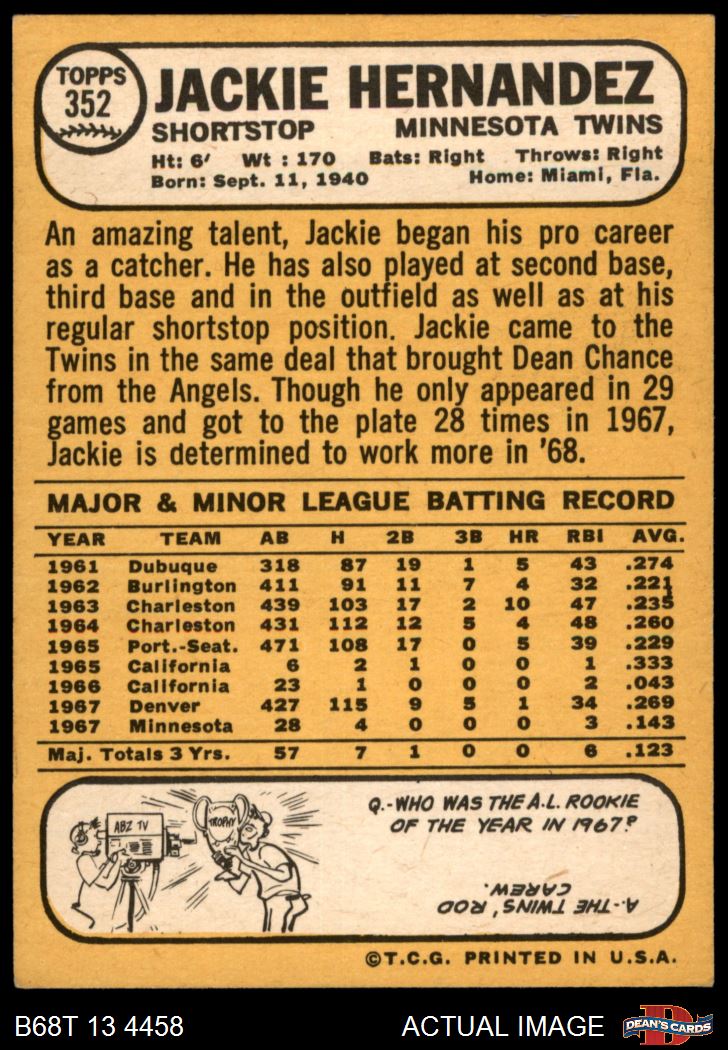 TOPPS
352
JACKIE HERNANDEZ
SHORTSTOP MINNESOTA TWINS
Ht: 6' Wt : 170 Bats: Right Throws: Right
Born: Sept. 11, 1940 Home: Miami, Fla.
An amazing talent, Jackie began his pro career
as a catcher. He has also played at second base,
third base and in the outfield as well as at his
regular shortstop position. Jackie came to the
Twins in the same deal that brought Dean Chance
from the Angels. Though he only appeared in 29
games and got to the plate 28 times in 1967,
Jackie is determined to work more in '68.
MAJOR & MINOR LEAGUE BATTING RECORD
YEAR TEAM AB H 2B 3B HR RBI AVG.
1961 Dubuque 318 87 19 1 5 43 .274
1962 Burlington 411 91 11 7 4 32 .221
1963 Charleston 439 103 17 2 10 47 .235
1964 Charleston 431 112 12 5 4 48 .260
1965 Port.-Seat. 471 108 17 0 5 39 .229
1965 California 6 2 1 0 0 1 .333
1966 California 23 1 0 0 0 2 .043
1967 Denver 427 115 9 5 1 34 .269
1967 Minnesota 28 4 0 0 0 3 .143
Maj. Totals 3 Yrs. 57 7 1 0 0 6 .123
ABZ TV
TROPHY
Q.-WHO WAS THE A.L. ROOKIE
OF THE YEAR IN 1967?
A.-THE TWINS' ROD
CAREW.
©T.C.G. PRINTED IN U.S.A.
B68T 13 4458 ACTUAL IMAGE
DEAN'S CARDS